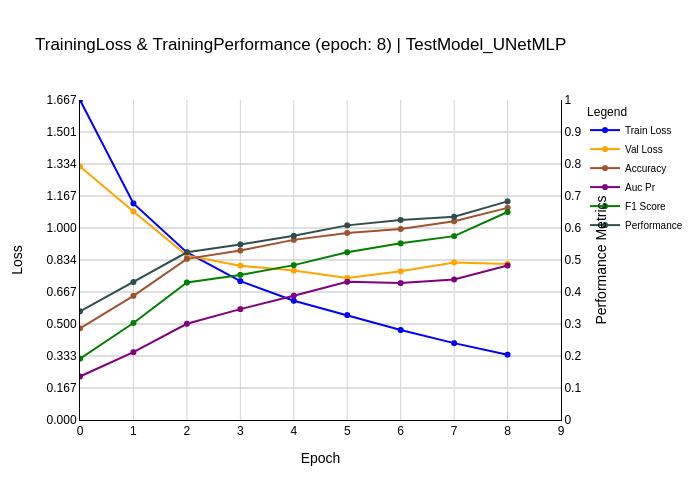 TrainingLoss & TrainingPerformance (epoch: 8) | TestModel_UNetMLP
1.667
1.501
1.334
1.167
1.000
0.834
0.667
0.500
0.333
0.167
0.000
Loss
0 1 2 3 4 5 6 7 8 9
Epoch
1
0.9
0.8
0.7
0.6
0.5
0.4
0.3
0.2
0.1
0
Performance Metrics
Legend
Train Loss
Val Loss
Accuracy
Auc Pr
F1 Score
Performance